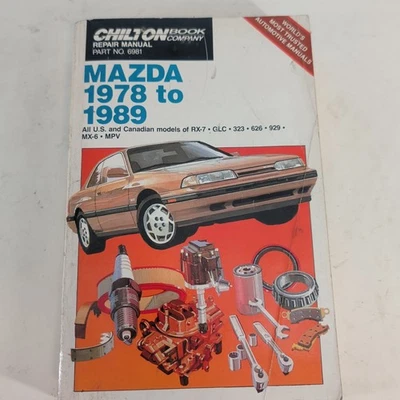 CHILTON BOOK COMPANY
REPAIR MANUAL
PART NO. 6981
WORLD'S
MOST TRUSTED
AUTOMOTIVE MANUALS
MAZDA
1978 to
1989
All U.S. and Canadian models of RX-7 • GLC • 323 • 626 • 929 •
MX-6 • MPV